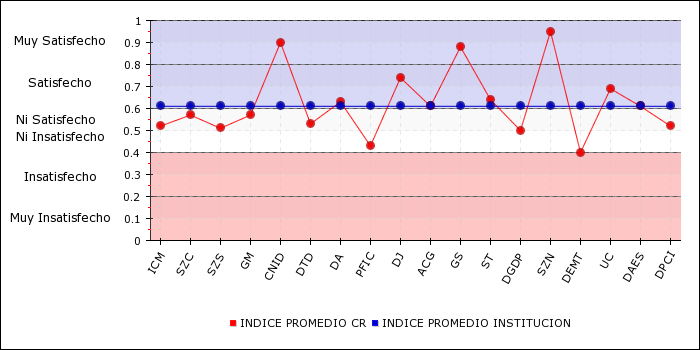 Muy Satisfecho
Satisfecho
Ni Satisfecho
Ni Insatisfecho
Insatisfecho
Muy Insatisfecho
1
0.9
0.8
0.7
0.6
0.5
0.4
0.3
0.2
0.1
0
ICM SZC SZS GM CNID DTD DA PFIC DJ ACG GS ST DGDP SZN DEMT UC DAES DPCI
INDICE PROMEDIO CR INDICE PROMEDIO INSTITUCION